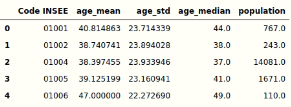 Code INSEE age_mean age_std age_median population
0 01001 40.814863 23.714339 44.0 767.0
1 01002 38.740741 23.894028 38.0 243.0
2 01004 38.397455 23.933946 37.0 14081.0
3 01005 39.125199 23.160941 41.0 1671.0
4 01006 47.000000 22.272690 49.0 110.0